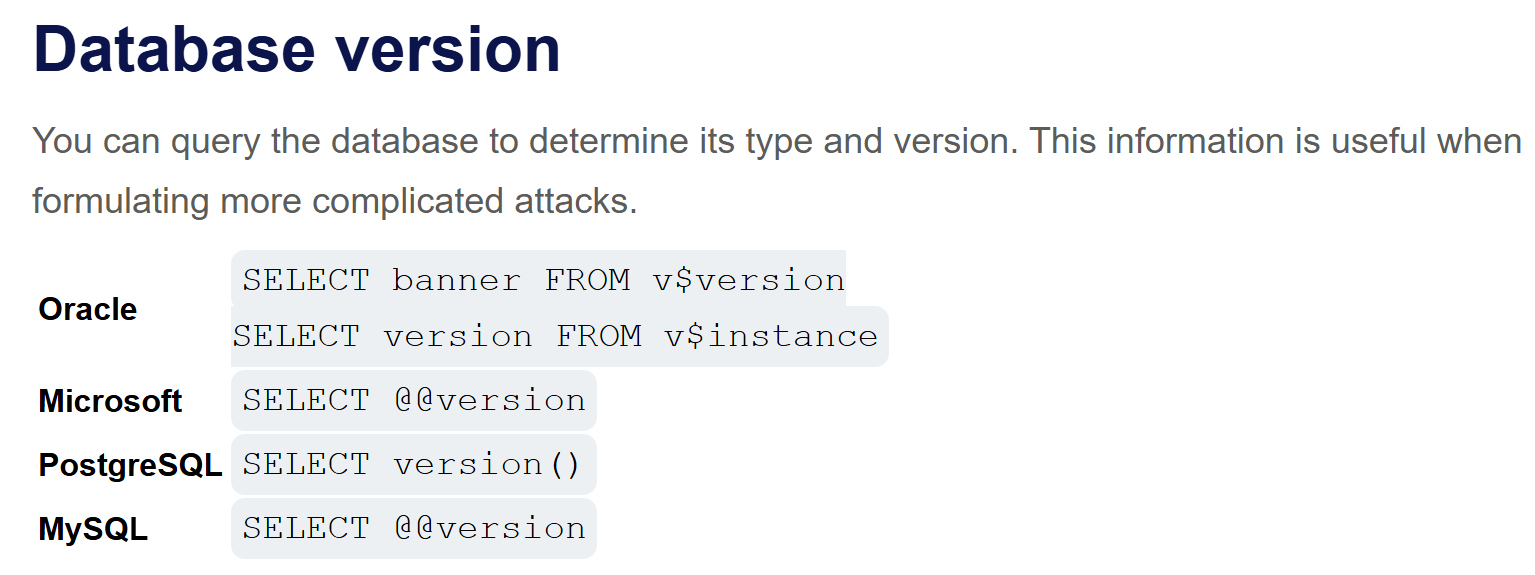 Database version
You can query the database to determine its type and version. This information is useful when
formulating more complicated attacks.
Oracle
SELECT banner FROM v$version
SELECT version FROM v$instance
Microsoft SELECT @@version
PostgreSQL SELECT version()
MySQL SELECT @@version